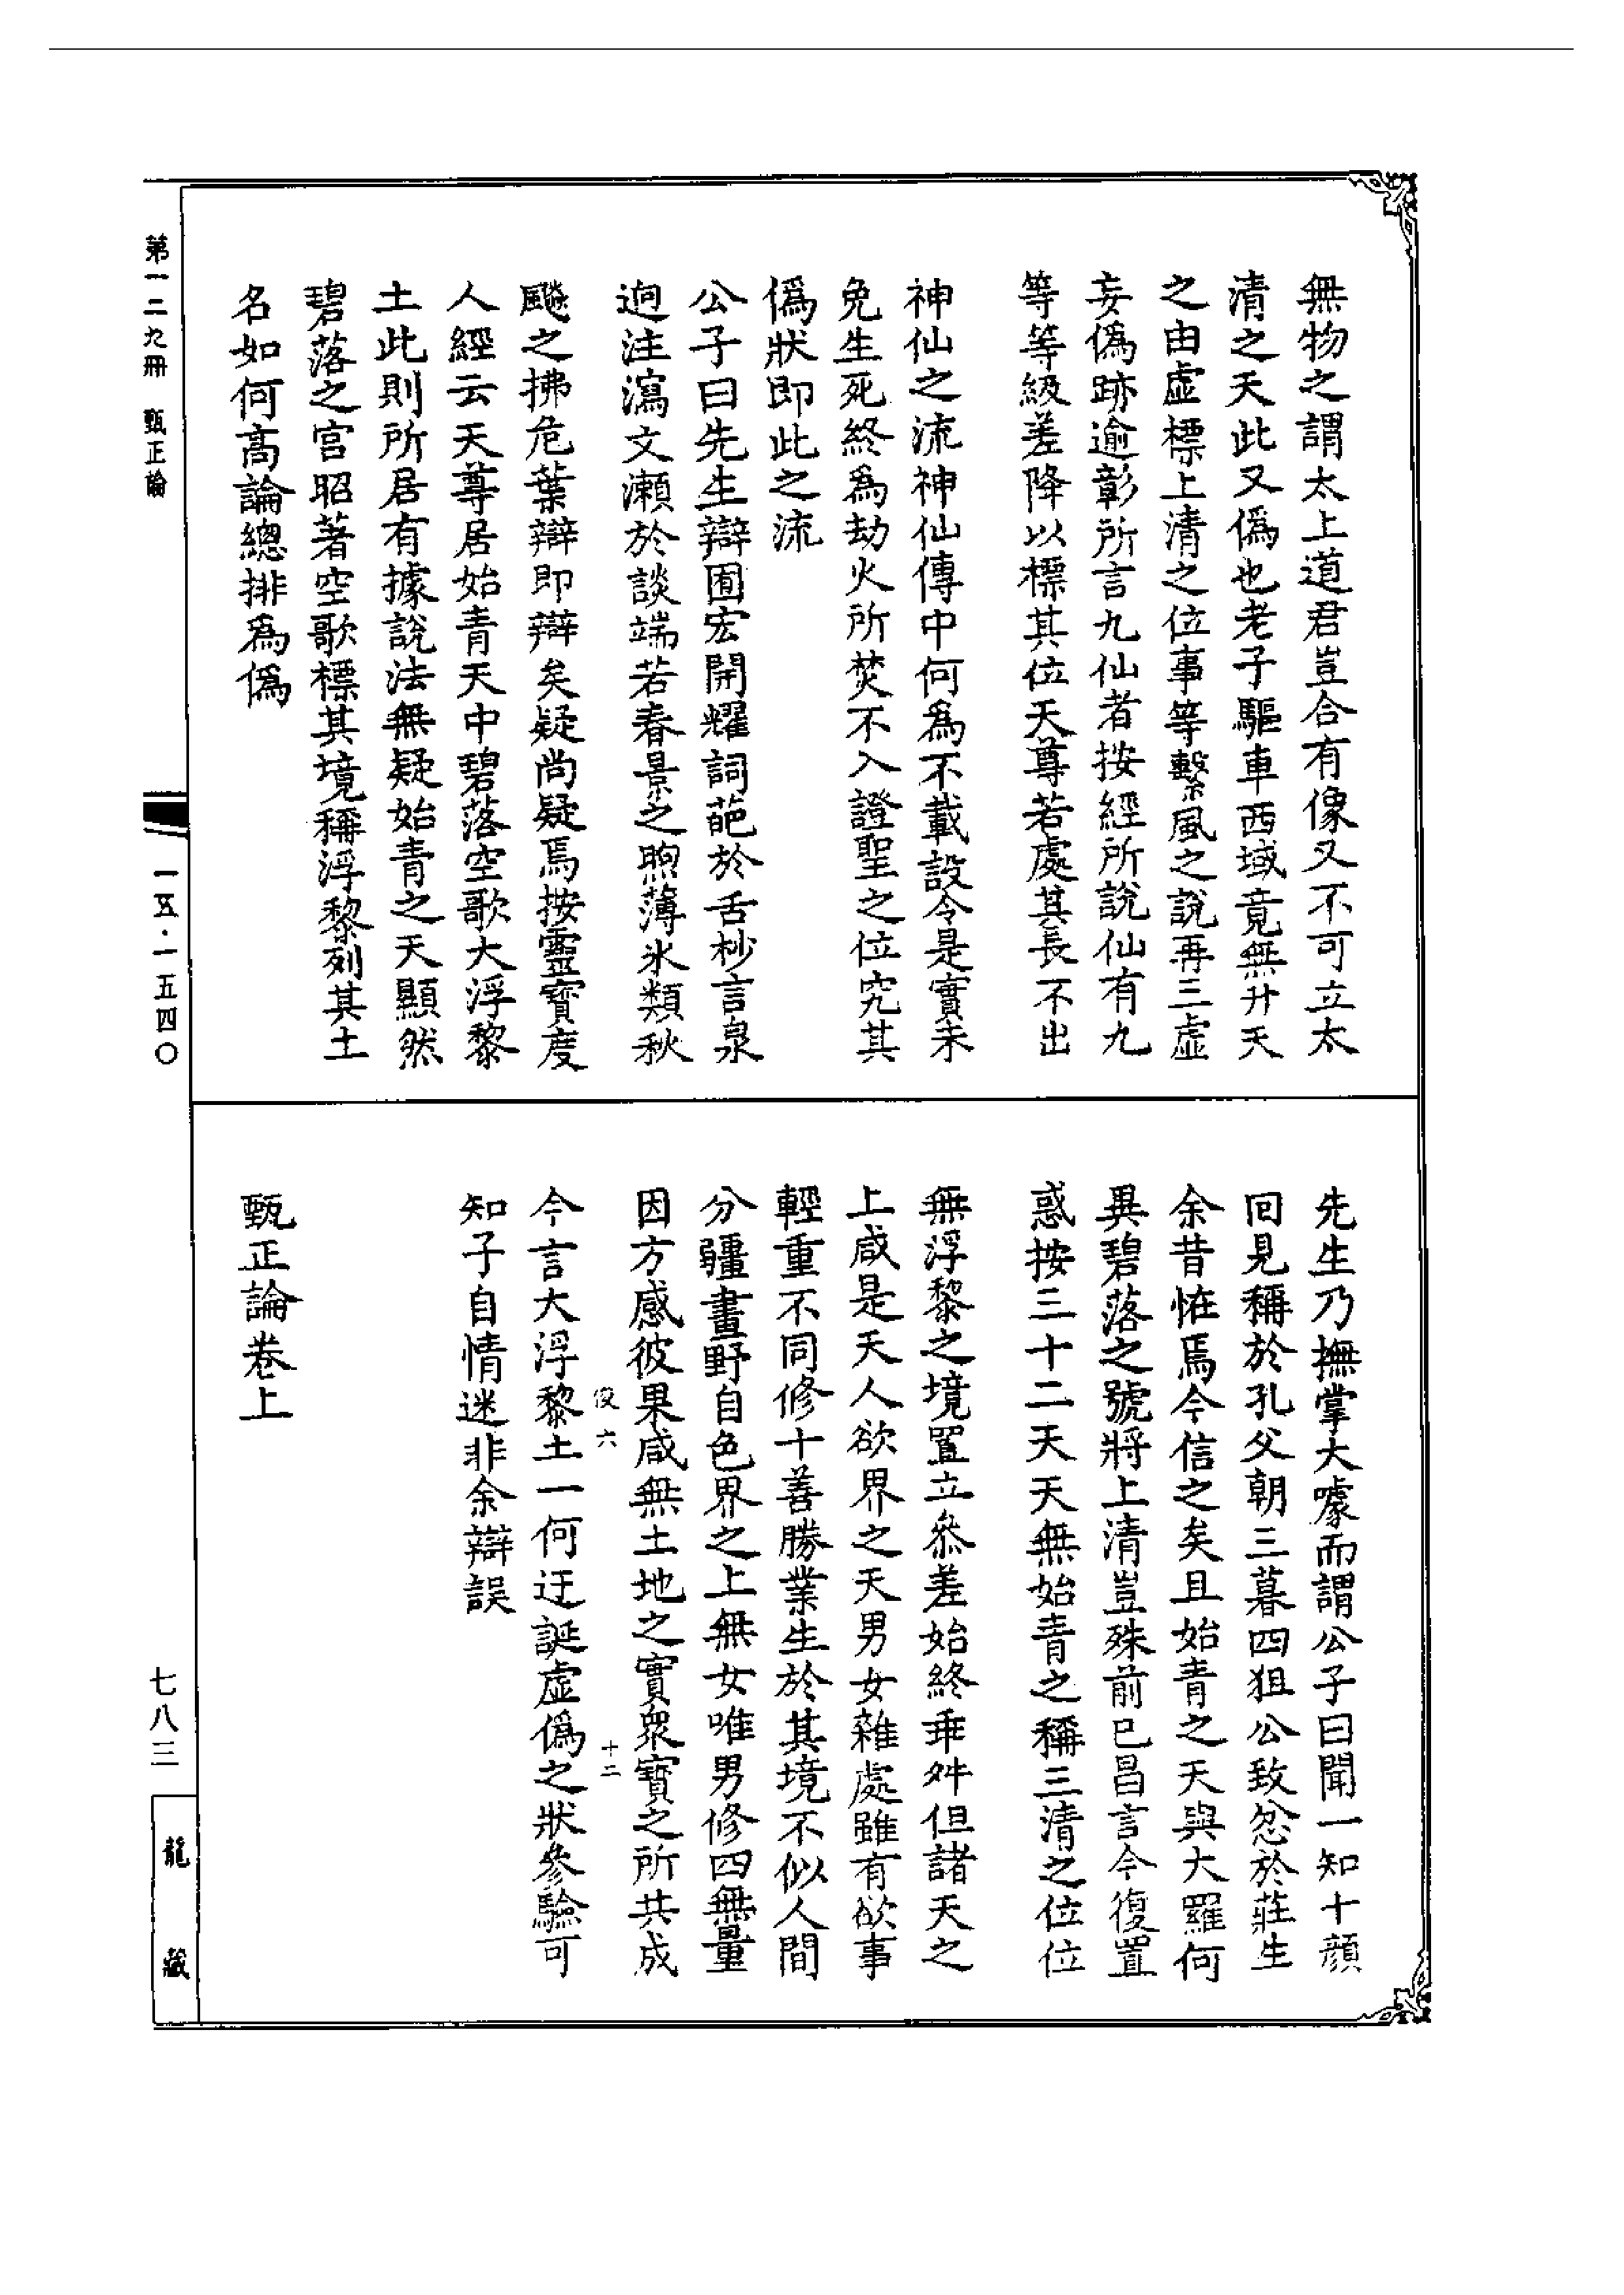 無物之謂太上道君豈合有像又不可立太
清之天此又僞也老子驅車西域竟無升天
之由虛標上清之位事等繫風之說再三虛
妄僞跡逾彰所言九仙者按經所說仙有九
等等級差降以標其位天尊若處其長不出
神仙之流神仙傳中何爲不載設令是實未
免生死終爲劫火所焚不入證聖之位究其
僞狀即此之流
公子曰先生辯囿宏開耀詞葩於舌杪言泉
迥注瀉文瀨於談端若春景之煦薄氷類秋
飈之拂危葉辯即辯矣疑尚疑焉按靈寳度
人經云天尊居始青天中碧落空歌大浮黎
土此則所居有據說法無疑始青之天顯然
碧落之宮昭著空歌標其境稱浮黎列其土
名如何高論總排爲僞
先生乃撫掌大噱而謂公子曰聞一知十顔
回見稱於孔父朝三暮四狙公致忿於莊生
余昔恠焉今信之矣且始青之天與大羅何
異碧落之號將上清豈殊前已昌言今復置
惑按三十二天天無始青之稱三清之位位
無浮黎之境置立叅差始終乖舛但諸天之
上咸是天人欲界之天男女雜處雖有欲事
輕重不同修十善勝業生於其境不似人間
分疆畫野自色界之上無女唯男修四無量
因方感彼果咸無土地之實衆寳之所共成
今言大浮黎土一何迂誕虛僞之狀參驗可
知子自情迷非余辯誤
甄正論卷上
俊六
十二
第一二九冊 甄正論
一五·一五四〇
七八三
龍藏